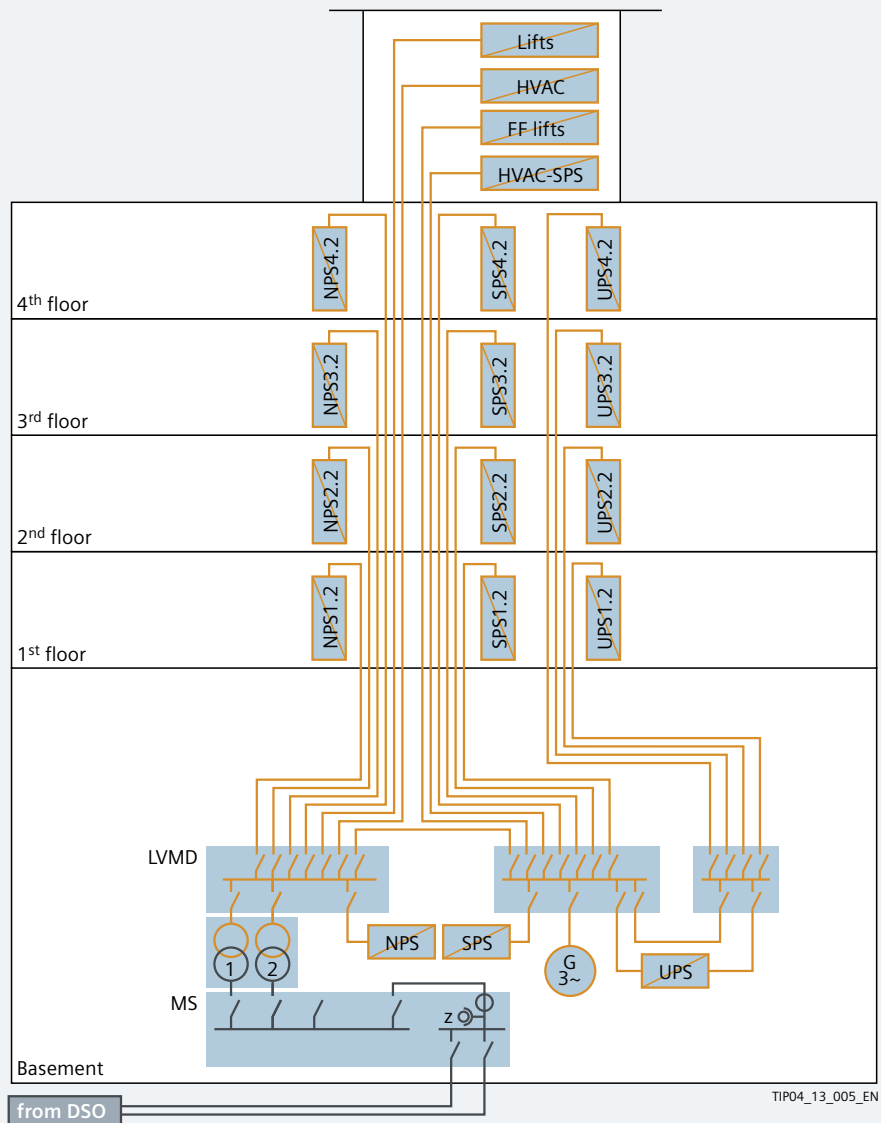 Lifts
HVAC
FF lifts
HVAC-SPS
NPS4.2
SPS4.2
UPS4.2
4th floor
NPS3.2
SPS3.2
UPS3.2
3rd floor
NPS2.2
SPS2.2
UPS2.2
2nd floor
NPS1.2
SPS1.2
UPS1.2
1st floor
LVMD
NPS
SPS
G
3~
UPS
1
2
MS
z
Basement
from DSO
TIP04_13_005_EN